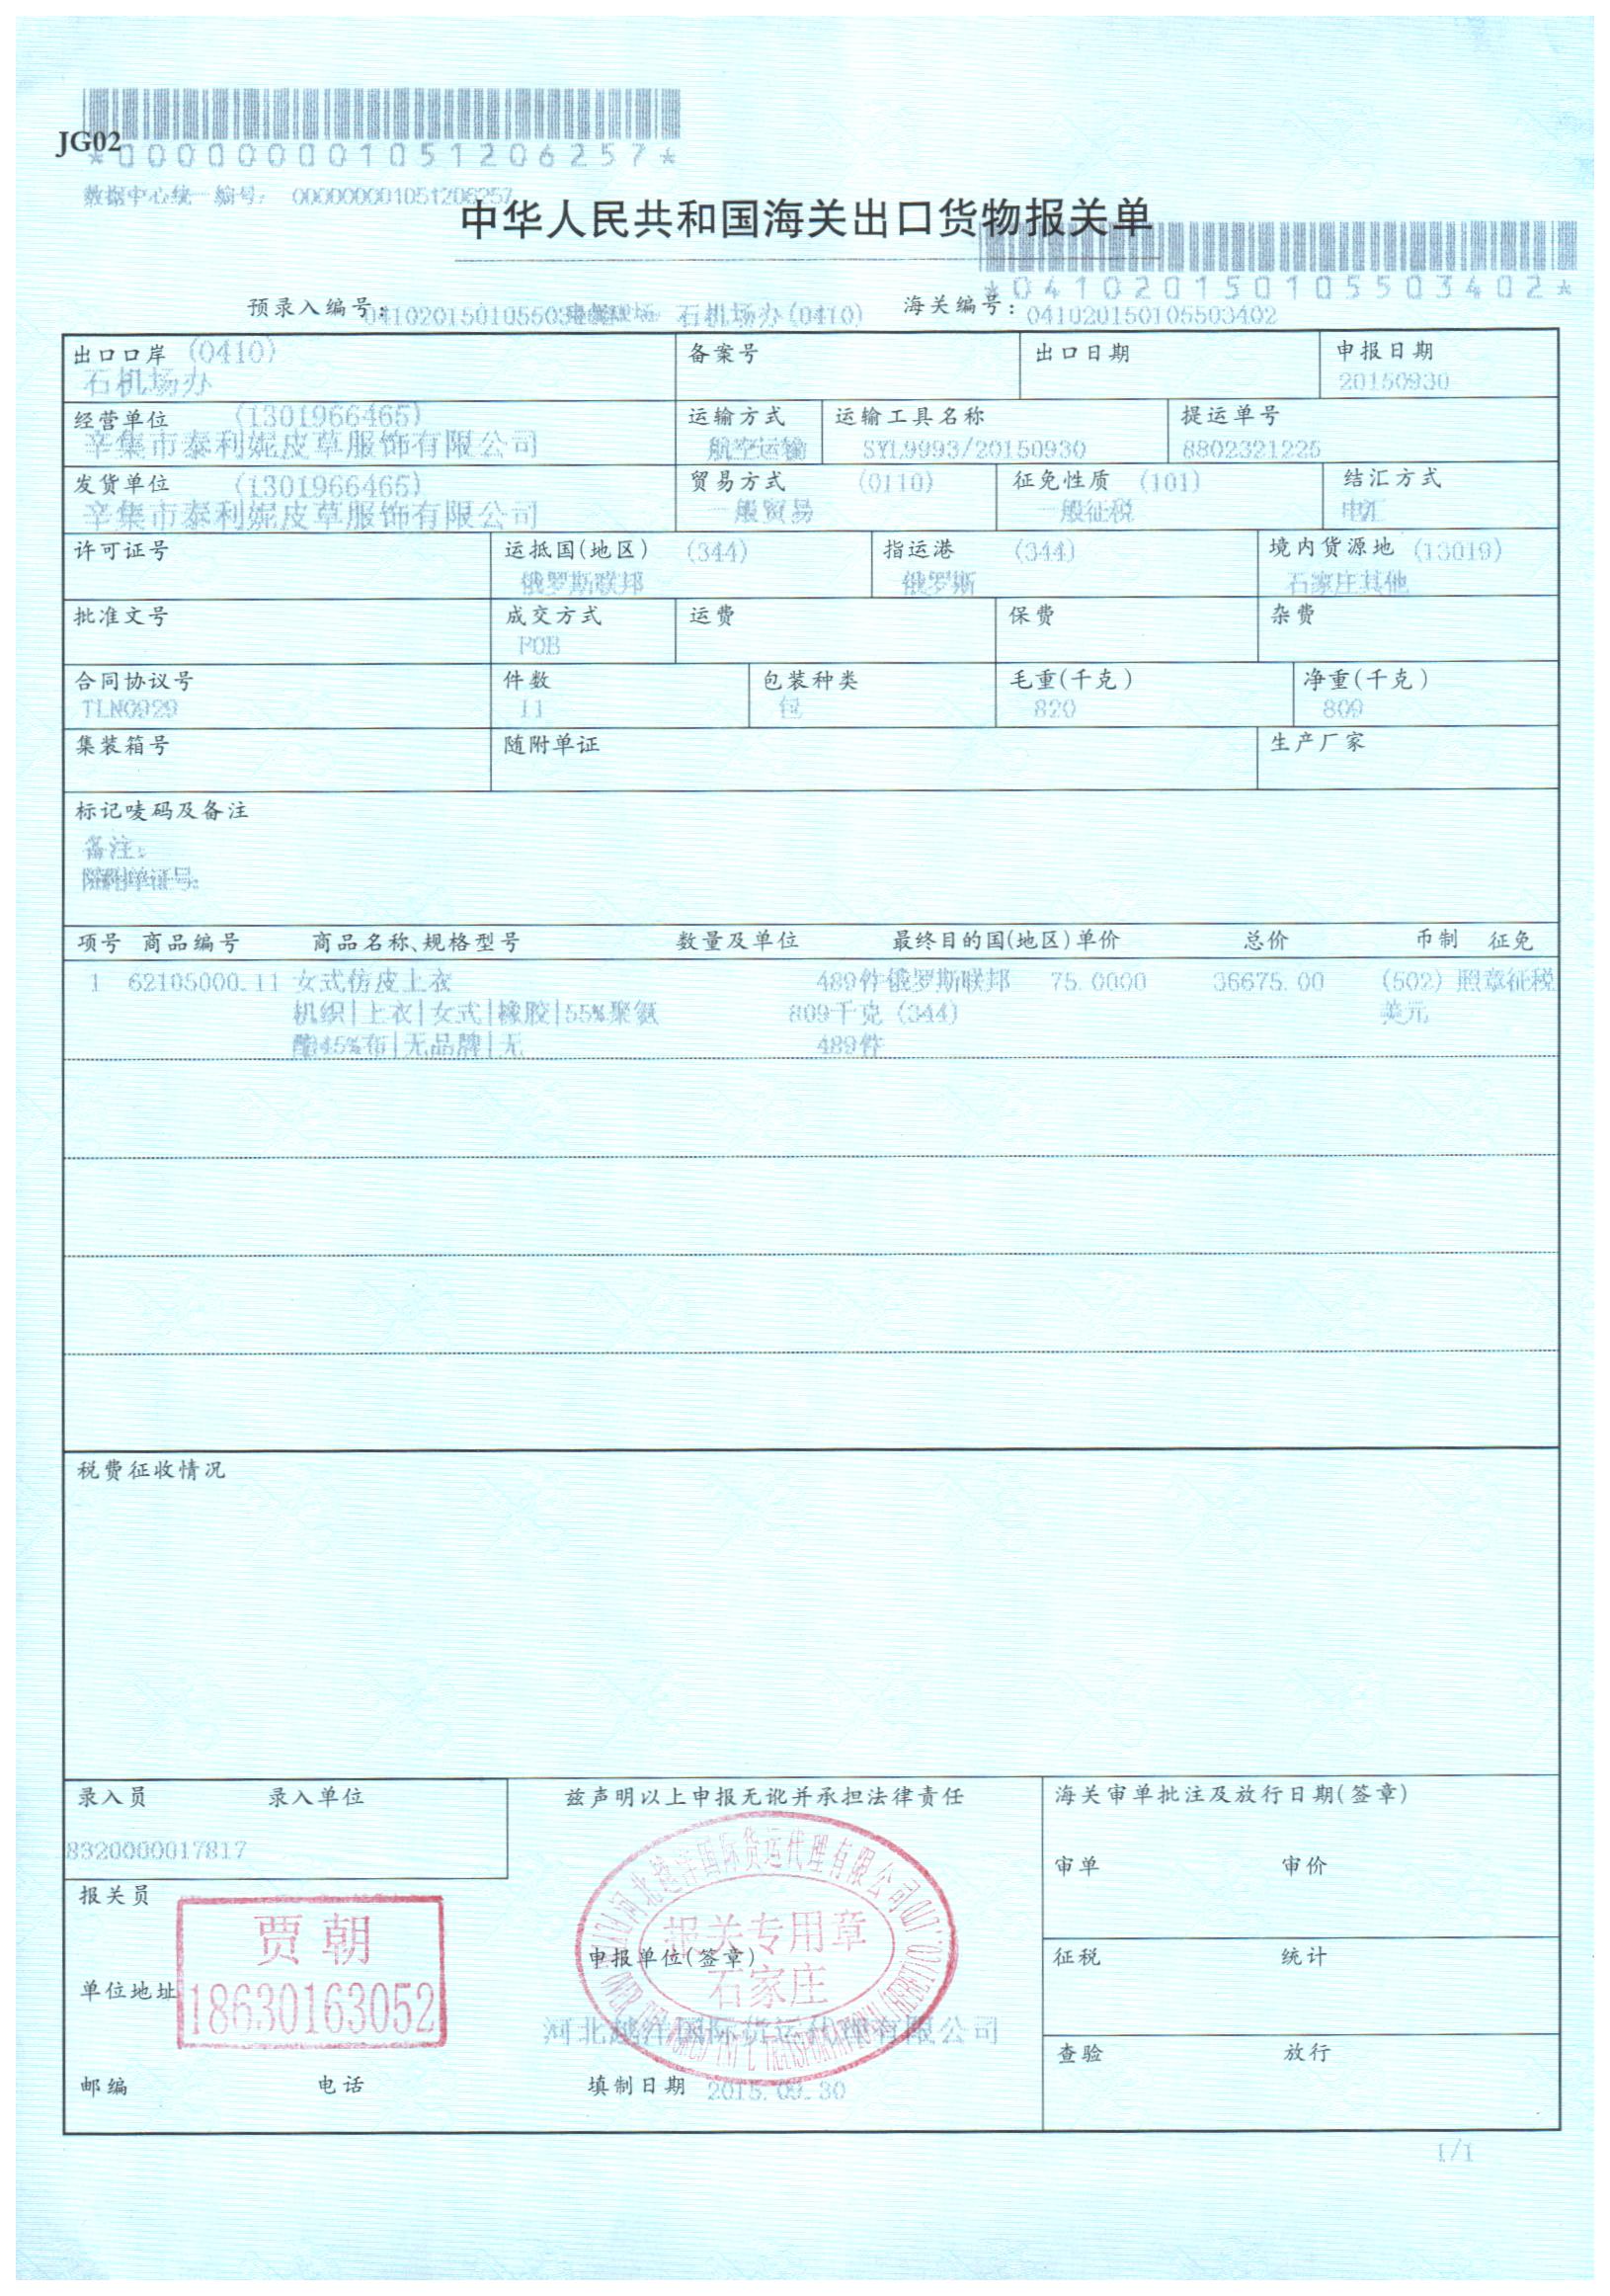 JG02
*000000001051206257*
数据中心统一编号: 000000001051206257
中华人民共和国海关出口货物报关单
*041020150105503402*
预录入编号: 石机场办(0410) 海关编号: 041020150105503402
出口口岸 (0410) 备案号 出口日期 申报日期
石机场办 20150930
经营单位 (1301966465) 运输方式 运输工具名称 提运单号
辛集市泰利妮皮草服饰有限公司 航空运输 SYL9993/20150930 8802321225
发货单位 (1301966465) 贸易方式 (0110) 征免性质 (101) 结汇方式
辛集市泰利妮皮草服饰有限公司 一般贸易 一般征税 电汇
许可证号 运抵国(地区) (344) 指运港 (344) 境内货源地 (13019)
俄罗斯联邦 俄罗斯 石家庄其他
批准文号 成交方式 运费 保费 杂费
FOB
合同协议号 件数 包装种类 毛重(千克) 净重(千克)
TLN0929 11 包 820 809
集装箱号 随附单证 生产厂家
标记唛码及备注
备注:
随附单证号:
项号 商品编号 商品名称、规格型号 数量及单位 最终目的国(地区)单价 总价 币制 征免
1 62105000.11 女式仿皮上衣 489件俄罗斯联邦 75.0000 36675.00 (502) 照章征税
机织|上衣|女式|橡胶|55%聚氨 809千克 (344) 美元
酯45%布|无品牌|无 489件
税费征收情况
录入员 录入单位 兹声明以上申报无讹并承担法律责任 海关审单批注及放行日期(签章)
8320000017817
审单 审价
报关员
贾朝
18630163052
单位地址
河北越洋国际货运代理有限公司
报关专用章
申报单位(签章)
石家庄
征税 统计
河北越洋国际货运代理有限公司
查验 放行
邮编 电话 填制日期 2015.09.30
1/1